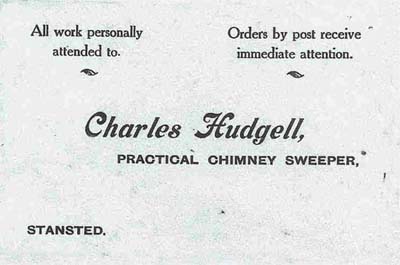 All work personally
attended to.
Orders by post receive
immediate attention.
Charles Hudgell,
PRACTICAL CHIMNEY SWEEPER,
STANSTED.